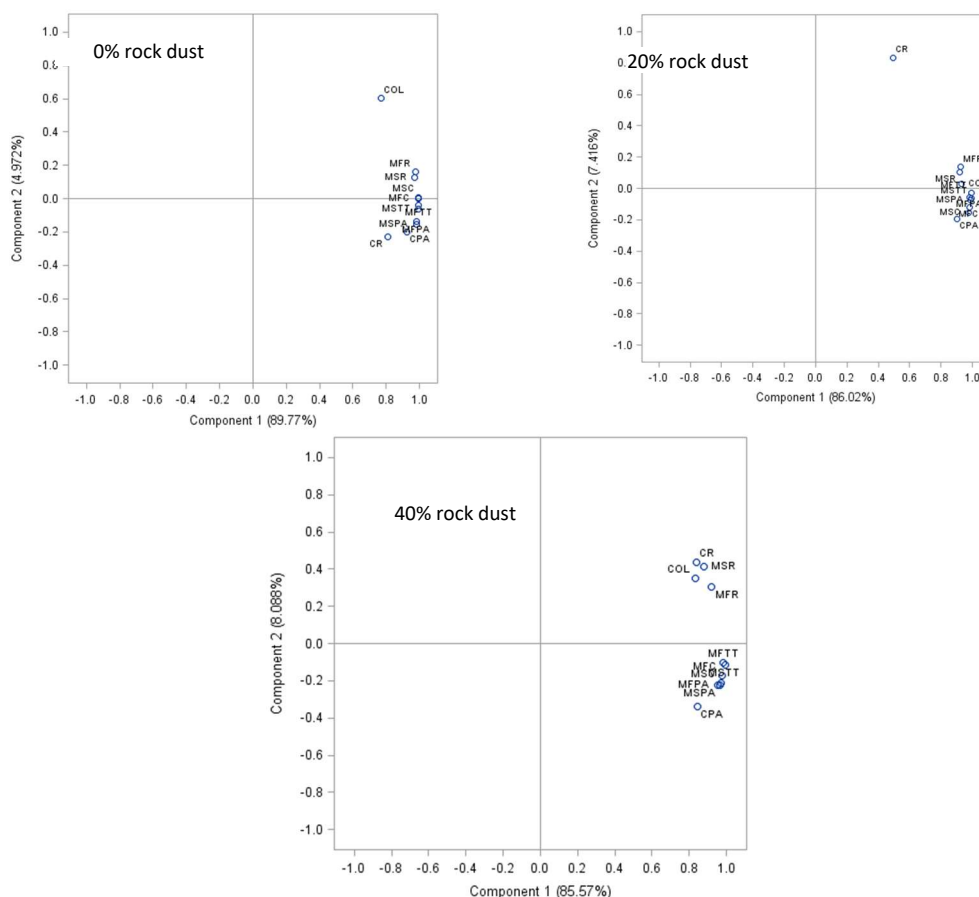 0% rock dust
1.0
0.8
0.6
0.4
0.2
0.0
-0.2
-0.4
-0.6
-0.8
-1.0
Component 2 (4.972%)
COL
MFR
MSR
MSC
MFC
MSTT
MFTT
MSPA
MFPA
CR
CPA
-1.0 -0.8 -0.6 -0.4 -0.2 0.0 0.2 0.4 0.6 0.8 1.0
Component 1 (89.77%)
20% rock dust
1.0
0.6
0.4
0.2
0.0
-0.2
-0.4
-0.6
-0.8
-1.0
Component 2 (7.416%)
CR
MFR
MSR
MFTT
CO
MSTT
MSPA
MFPA
MSC
MFC
CPA
-1.0 -0.8 -0.6 -0.4 -0.2 0.0 0.2 0.4 0.6 0.8 1.0
Component 1 (86.02%)
40% rock dust
1.0
0.8
0.6
0.4
0.2
0.0
-0.2
-0.4
-0.6
-0.8
-1.0
Component 2 (8.088%)
CR
MSR
COL
MFR
MFTT
MFC
MSC
MSTT
MFPA
MSPA
CPA
-1.0 -0.8 -0.6 -0.4 -0.2 0.0 0.2 0.4 0.6 0.8 1.0
Component 1 (85.57%)